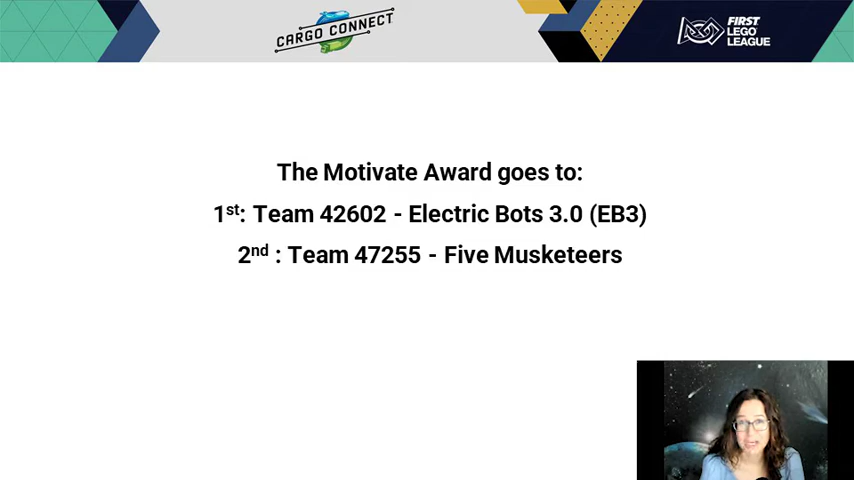 CARGO CONNECT
FIRST
LEGO
LEAGUE
The Motivate Award goes to:
1st: Team 42602 - Electric Bots 3.0 (EB3)
2nd : Team 47255 - Five Musketeers